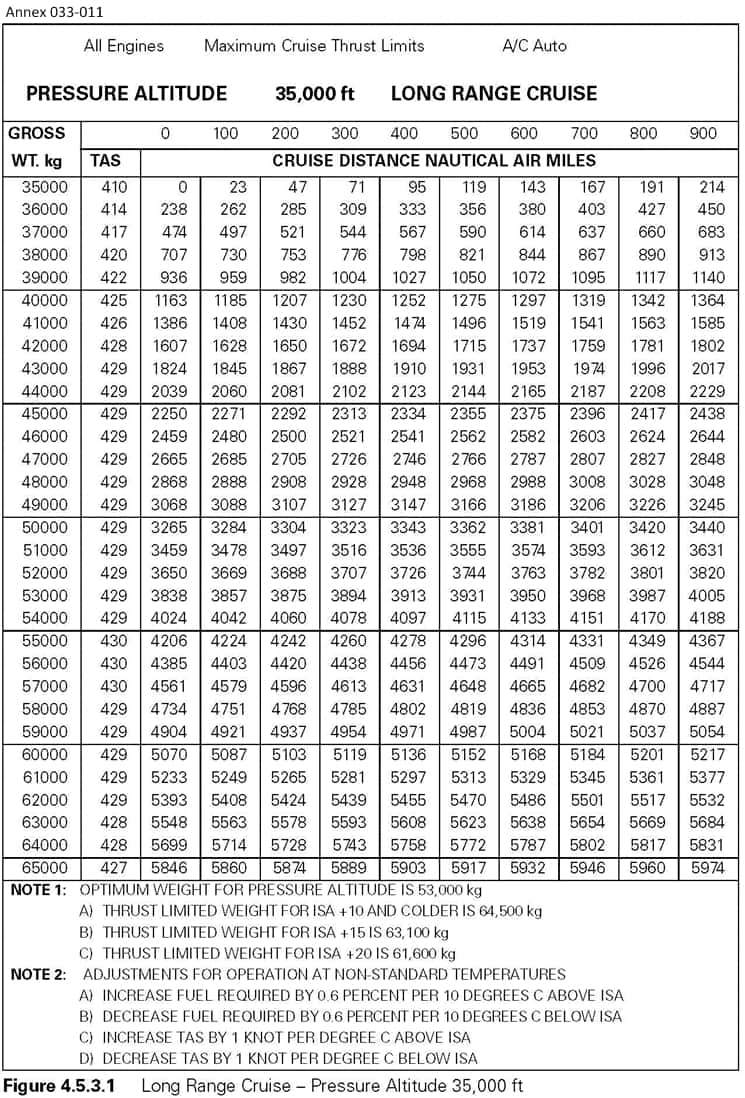 Annex 033-011
All Engines Maximum Cruise Thrust Limits A/C Auto
PRESSURE ALTITUDE 35,000 ft LONG RANGE CRUISE
GROSS 0 100 200 300 400 500 600 700 800 900
WT. kg TAS CRUISE DISTANCE NAUTICAL AIR MILES
35000 410 0 23 47 71 95 119 143 167 191 214
36000 414 238 262 285 309 333 356 380 403 427 450
37000 417 474 497 521 544 567 590 614 637 660 683
38000 420 707 730 753 776 798 821 844 867 890 913
39000 422 936 959 982 1004 1027 1050 1072 1095 1117 1140
40000 425 1163 1185 1207 1230 1252 1275 1297 1319 1342 1364
41000 426 1386 1408 1430 1452 1474 1496 1519 1541 1563 1585
42000 428 1607 1628 1650 1672 1694 1715 1737 1759 1781 1802
43000 429 1824 1845 1867 1888 1910 1931 1953 1974 1996 2017
44000 429 2039 2060 2081 2102 2123 2144 2165 2187 2208 2229
45000 429 2250 2271 2292 2313 2334 2355 2375 2396 2417 2438
46000 429 2459 2480 2500 2521 2541 2562 2582 2603 2624 2644
47000 429 2665 2685 2705 2726 2746 2766 2787 2807 2827 2848
48000 429 2868 2888 2908 2928 2948 2968 2988 3008 3028 3048
49000 429 3068 3088 3107 3127 3147 3166 3186 3206 3226 3245
50000 429 3265 3284 3304 3323 3343 3362 3381 3401 3420 3440
51000 429 3459 3478 3497 3516 3536 3555 3574 3593 3612 3631
52000 429 3650 3669 3688 3707 3726 3744 3763 3782 3801 3820
53000 429 3838 3857 3875 3894 3913 3931 3950 3968 3987 4005
54000 429 4024 4042 4060 4078 4097 4115 4133 4151 4170 4188
55000 430 4206 4224 4242 4260 4278 4296 4314 4331 4349 4367
56000 430 4385 4403 4420 4438 4456 4473 4491 4509 4526 4544
57000 430 4561 4579 4596 4613 4631 4648 4665 4682 4700 4717
58000 429 4734 4751 4768 4785 4802 4819 4836 4853 4870 4887
59000 429 4904 4921 4937 4954 4971 4987 5004 5021 5037 5054
60000 429 5070 5087 5103 5119 5136 5152 5168 5184 5201 5217
61000 429 5233 5249 5265 5281 5297 5313 5329 5345 5361 5377
62000 429 5393 5408 5424 5439 5455 5470 5486 5501 5517 5532
63000 428 5548 5563 5578 5593 5608 5623 5638 5654 5669 5684
64000 428 5699 5714 5728 5743 5758 5772 5787 5802 5817 5831
65000 427 5846 5860 5874 5889 5903 5917 5932 5946 5960 5974
NOTE 1: OPTIMUM WEIGHT FOR PRESSURE ALTITUDE IS 53,000 kg
A) THRUST LIMITED WEIGHT FOR ISA +10 AND COLDER IS 64,500 kg
B) THRUST LIMITED WEIGHT FOR ISA +15 IS 63,100 kg
C) THRUST LIMITED WEIGHT FOR ISA +20 IS 61,600 kg
NOTE 2: ADJUSTMENTS FOR OPERATION AT NON-STANDARD TEMPERATURES
A) INCREASE FUEL REQUIRED BY 0.6 PERCENT PER 10 DEGREES C ABOVE ISA
B) DECREASE FUEL REQUIRED BY 0.6 PERCENT PER 10 DEGREES C BELOW ISA
C) INCREASE TAS BY 1 KNOT PER DEGREE C ABOVE ISA
D) DECREASE TAS BY 1 KNOT PER DEGREE C BELOW ISA
Figure 4.5.3.1 Long Range Cruise – Pressure Altitude 35,000 ft